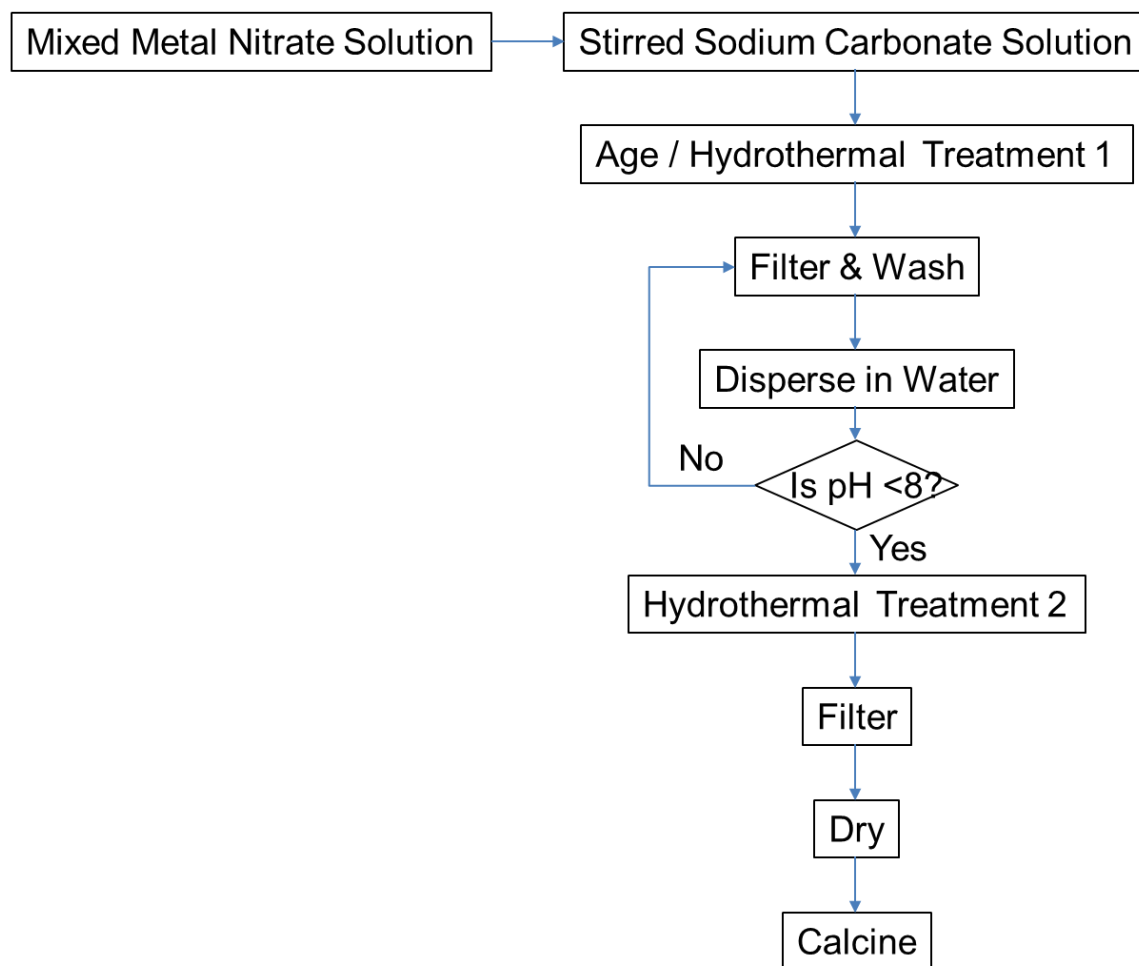 Mixed Metal Nitrate Solution
Stirred Sodium Carbonate Solution
Age / Hydrothermal Treatment 1
Filter & Wash
Disperse in Water
No
Is pH <8?
Yes
Hydrothermal Treatment 2
Filter
Dry
Calcine